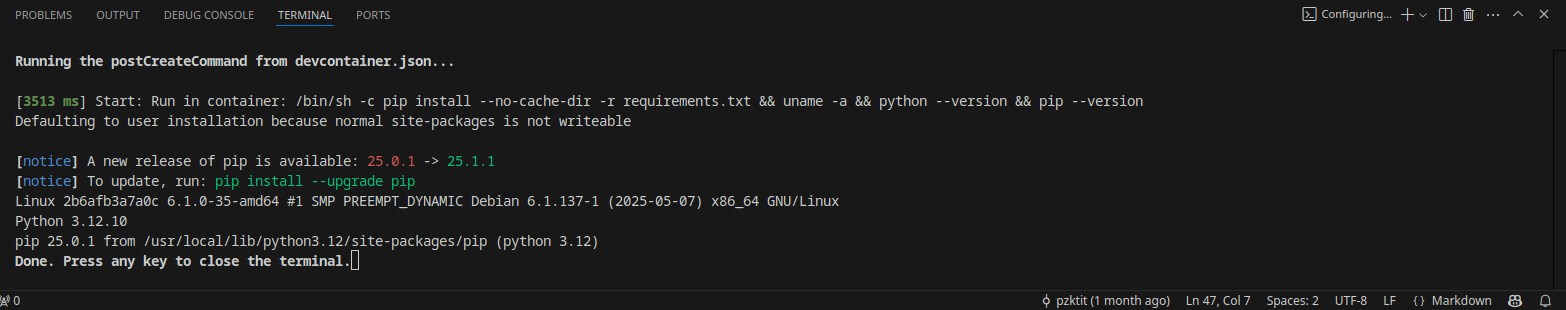 PROBLEMS OUTPUT DEBUG CONSOLE TERMINAL PORTS Configuring...
Running the postCreateCommand from devcontainer.json...
[3513 ms] Start: Run in container: /bin/sh -c pip install --no-cache-dir -r requirements.txt && uname -a && python --version && pip --version
Defaulting to user installation because normal site-packages is not writeable
[notice] A new release of pip is available: 25.0.1 -> 25.1.1
[notice] To update, run: pip install --upgrade pip
Linux 2b6afb3a7a0c 6.1.0-35-amd64 #1 SMP PREEMPT_DYNAMIC Debian 6.1.137-1 (2025-05-07) x86_64 GNU/Linux
Python 3.12.10
pip 25.0.1 from /usr/local/lib/python3.12/site-packages/pip (python 3.12)
Done. Press any key to close the terminal.
0 pzktit (1 month ago) Ln 47, Col 7 Spaces: 2 UTF-8 LF {} Markdown